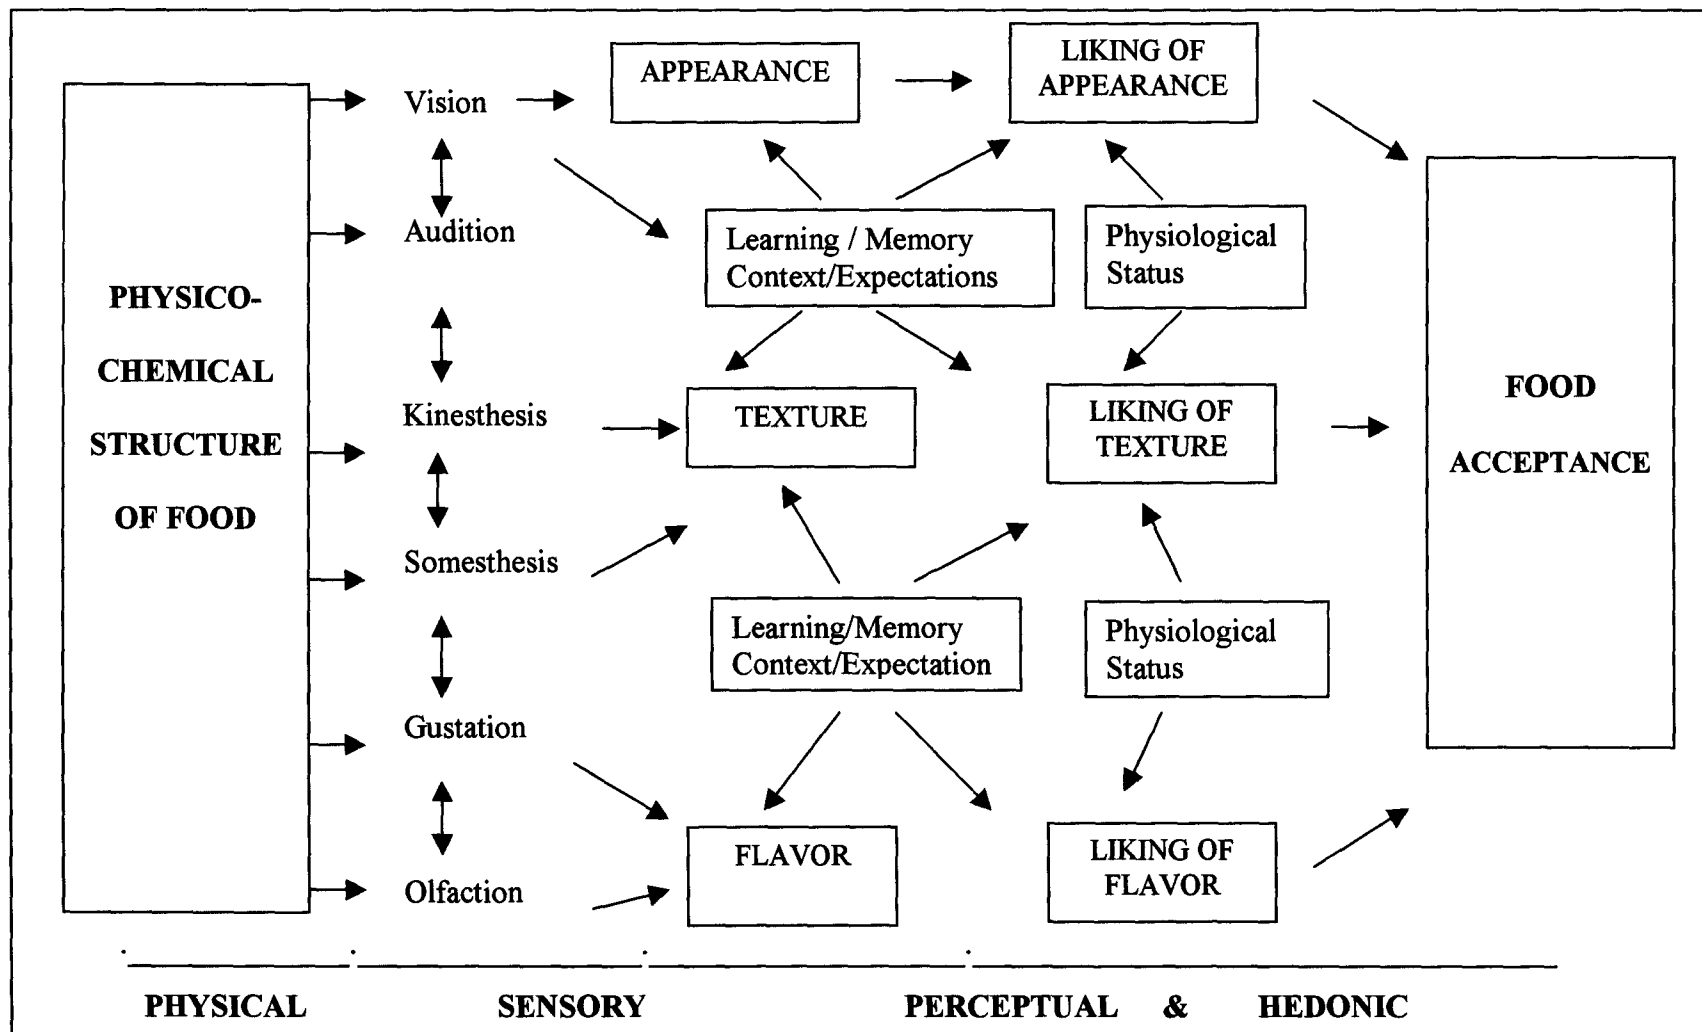 APPEARANCE
LIKING OF
APPEARANCE
Vision
Audition
Learning / Memory
Context/Expectations
Physiological
Status
PHYSICO-
CHEMICAL
STRUCTURE
OF FOOD
Kinesthesis
TEXTURE
LIKING OF
TEXTURE
FOOD
ACCEPTANCE
Somesthesis
Learning/Memory
Context/Expectation
Physiological
Status
Gustation
FLAVOR
LIKING OF
FLAVOR
Olfaction
PHYSICAL SENSORY PERCEPTUAL & HEDONIC